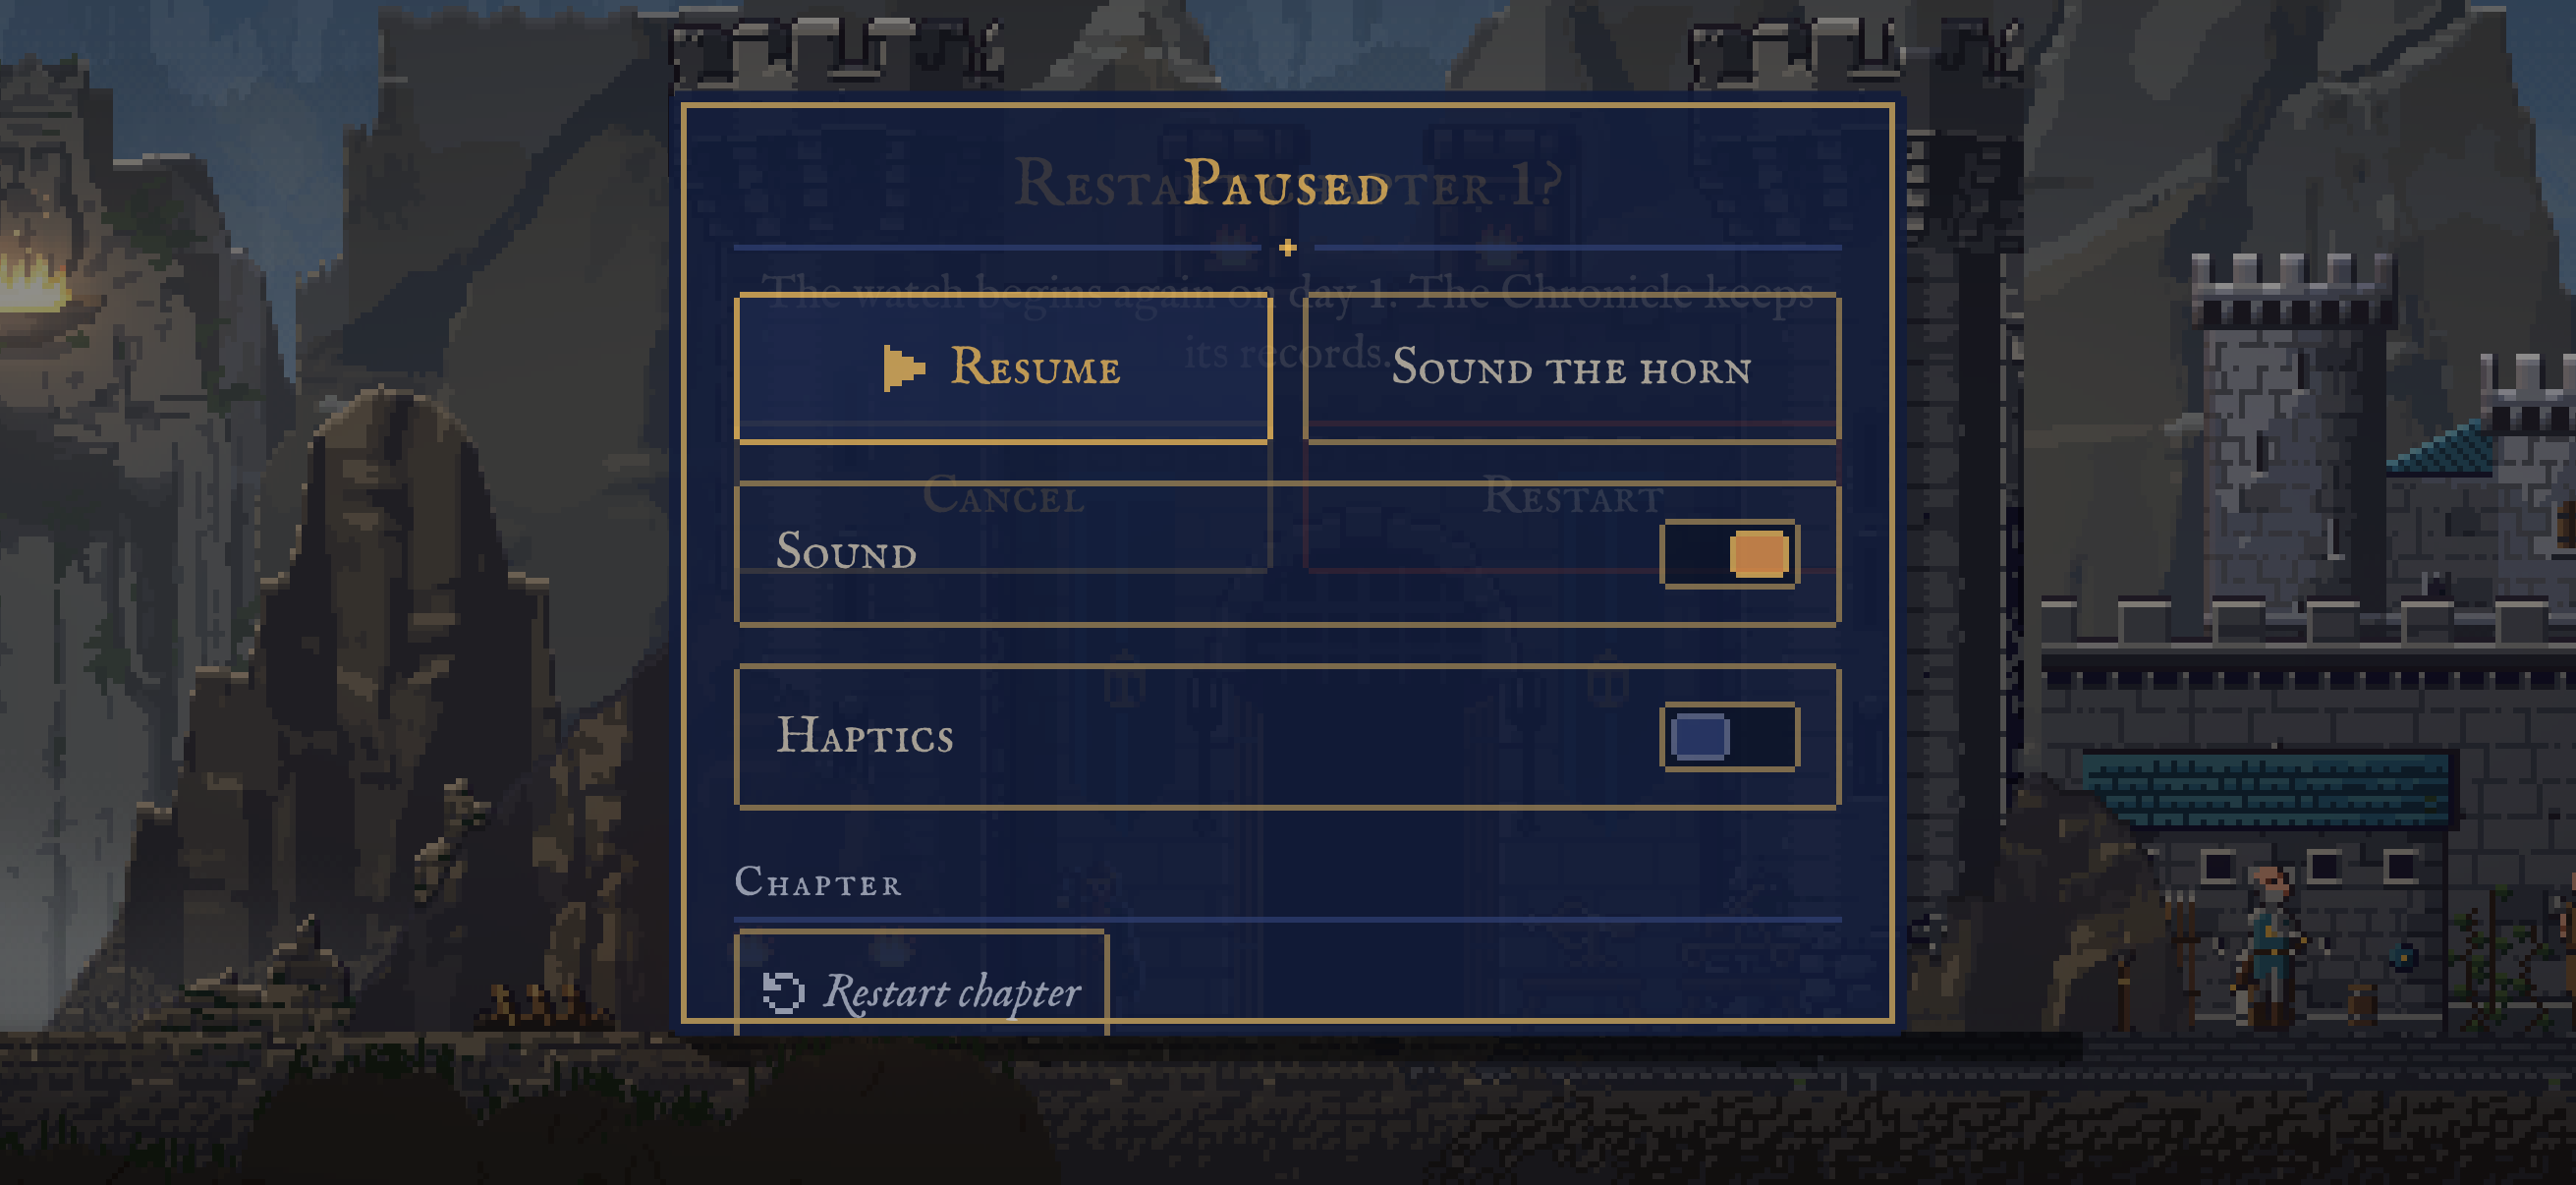 Restart Chapter 1?
Paused
The watch begins again on day 1. The Chronicle keeps
its records.
Resume
Sound the horn
Cancel
Restart
Sound
Haptics
Chapter
Restart chapter